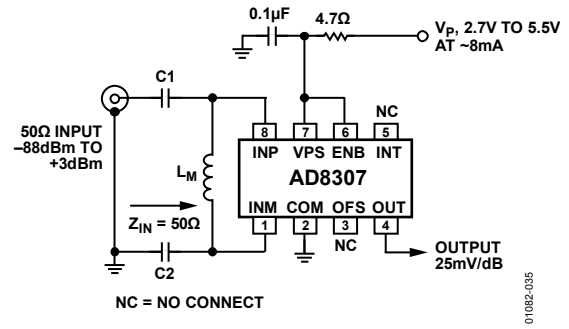 0.1µF
4.7Ω
VP, 2.7V TO 5.5V
AT ~8mA
C1
NC
50Ω INPUT
–88dBm TO
+3dBm
8 7 6 5
INP VPS ENB INT
LM
AD8307
ZIN = 50Ω
INM COM OFS OUT
1 2 3 4
NC
C2
OUTPUT
25mV/dB
NC = NO CONNECT
01082-035